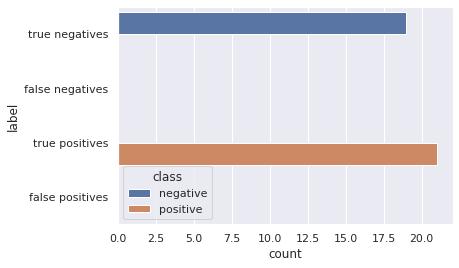 true negatives
false negatives
true positives
false positives
label
class
negative
positive
0.0 2.5 5.0 7.5 10.0 12.5 15.0 17.5 20.0
count